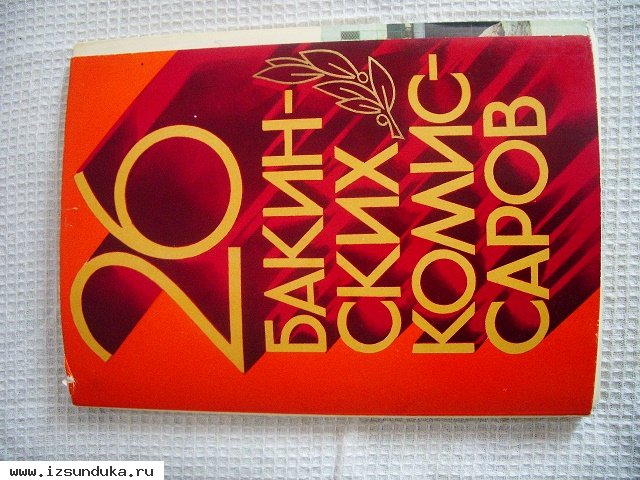 26
БАКИН-
СКИХ
КОМИС-
САРОВ
www.izsunduka.ru